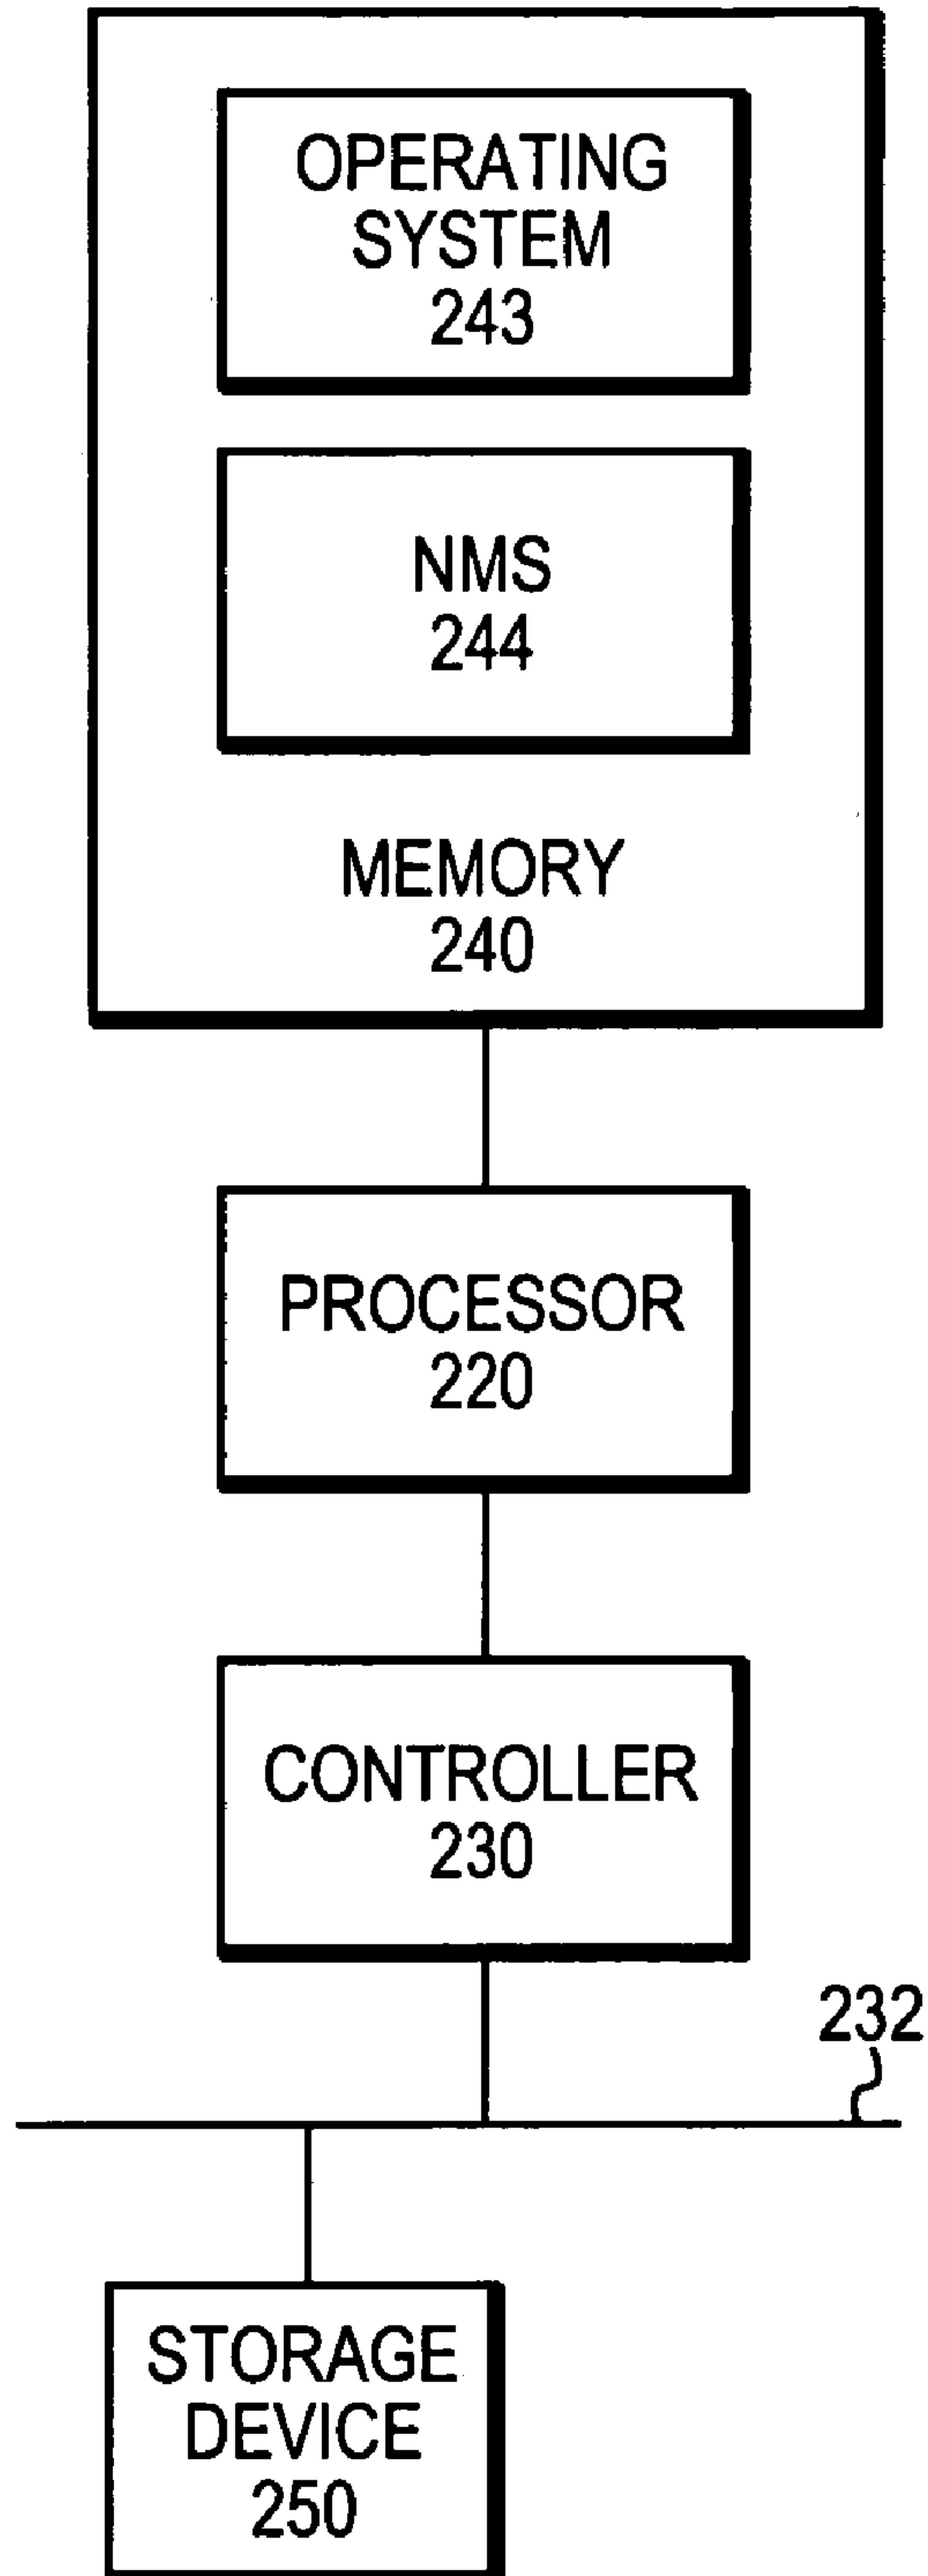 OPERATING
SYSTEM
243
NMS
244
MEMORY
240
PROCESSOR
220
CONTROLLER
230
232
STORAGE
DEVICE
250